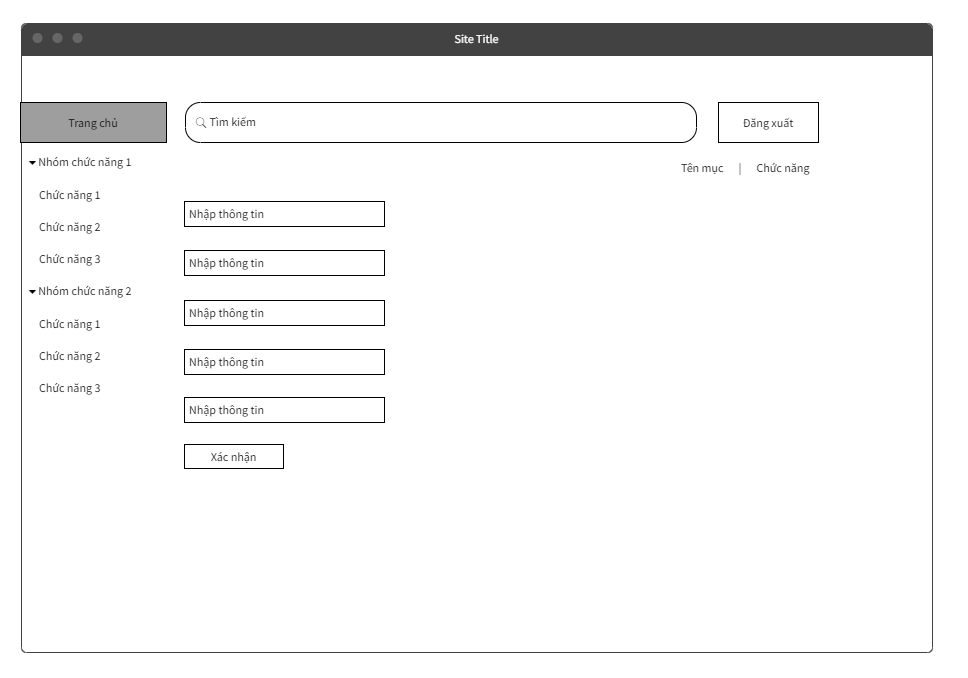 Site Title
Trang chủ
Tìm kiếm
Đăng xuất
Tên mục | Chức năng
Nhóm chức năng 1
Chức năng 1
Chức năng 2
Chức năng 3
Nhóm chức năng 2
Chức năng 1
Chức năng 2
Chức năng 3
Nhập thông tin
Nhập thông tin
Nhập thông tin
Nhập thông tin
Nhập thông tin
Xác nhận